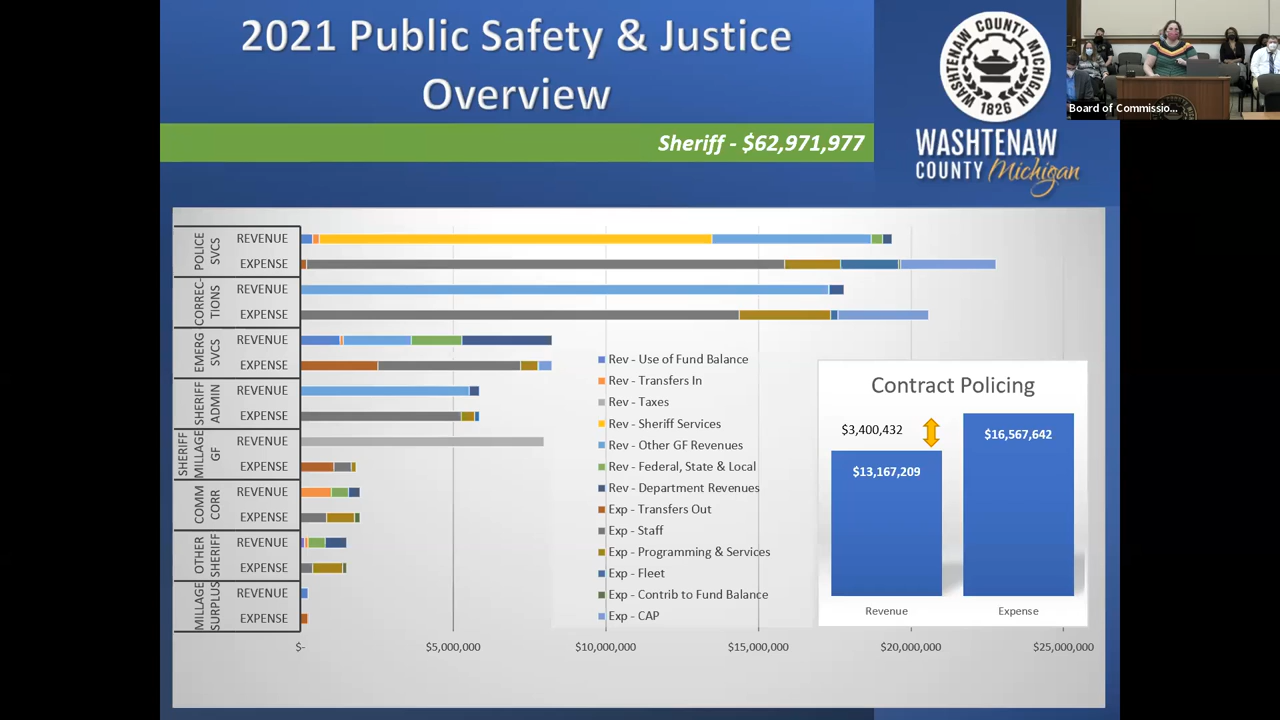 2021 Public Safety & Justice
Overview
Sheriff - $62,971,977
WASHTENAW COUNTY MICHIGAN
1826
WASHTENAW
COUNTY Michigan
Board of Commissio...
POLICE
SVCS
REVENUE
EXPENSE
CORREC-
TIONS
REVENUE
EXPENSE
EMERG
SVCS
REVENUE
EXPENSE
SHERIFF
ADMIN
REVENUE
EXPENSE
SHERIFF
MILLAGE
GF
REVENUE
EXPENSE
COMM
CORR
REVENUE
EXPENSE
OTHER
SHERIFF
REVENUE
EXPENSE
MILLAGE
SURPLUS
REVENUE
EXPENSE
$-
$5,000,000
$10,000,000
$15,000,000
$20,000,000
$25,000,000
Rev - Use of Fund Balance
Rev - Transfers In
Rev - Taxes
Rev - Sheriff Services
Rev - Other GF Revenues
Rev - Federal, State & Local
Rev - Department Revenues
Exp - Transfers Out
Exp - Staff
Exp - Programming & Services
Exp - Fleet
Exp - Contrib to Fund Balance
Exp - CAP
Contract Policing
$3,400,432
$13,167,209
$16,567,642
Revenue
Expense